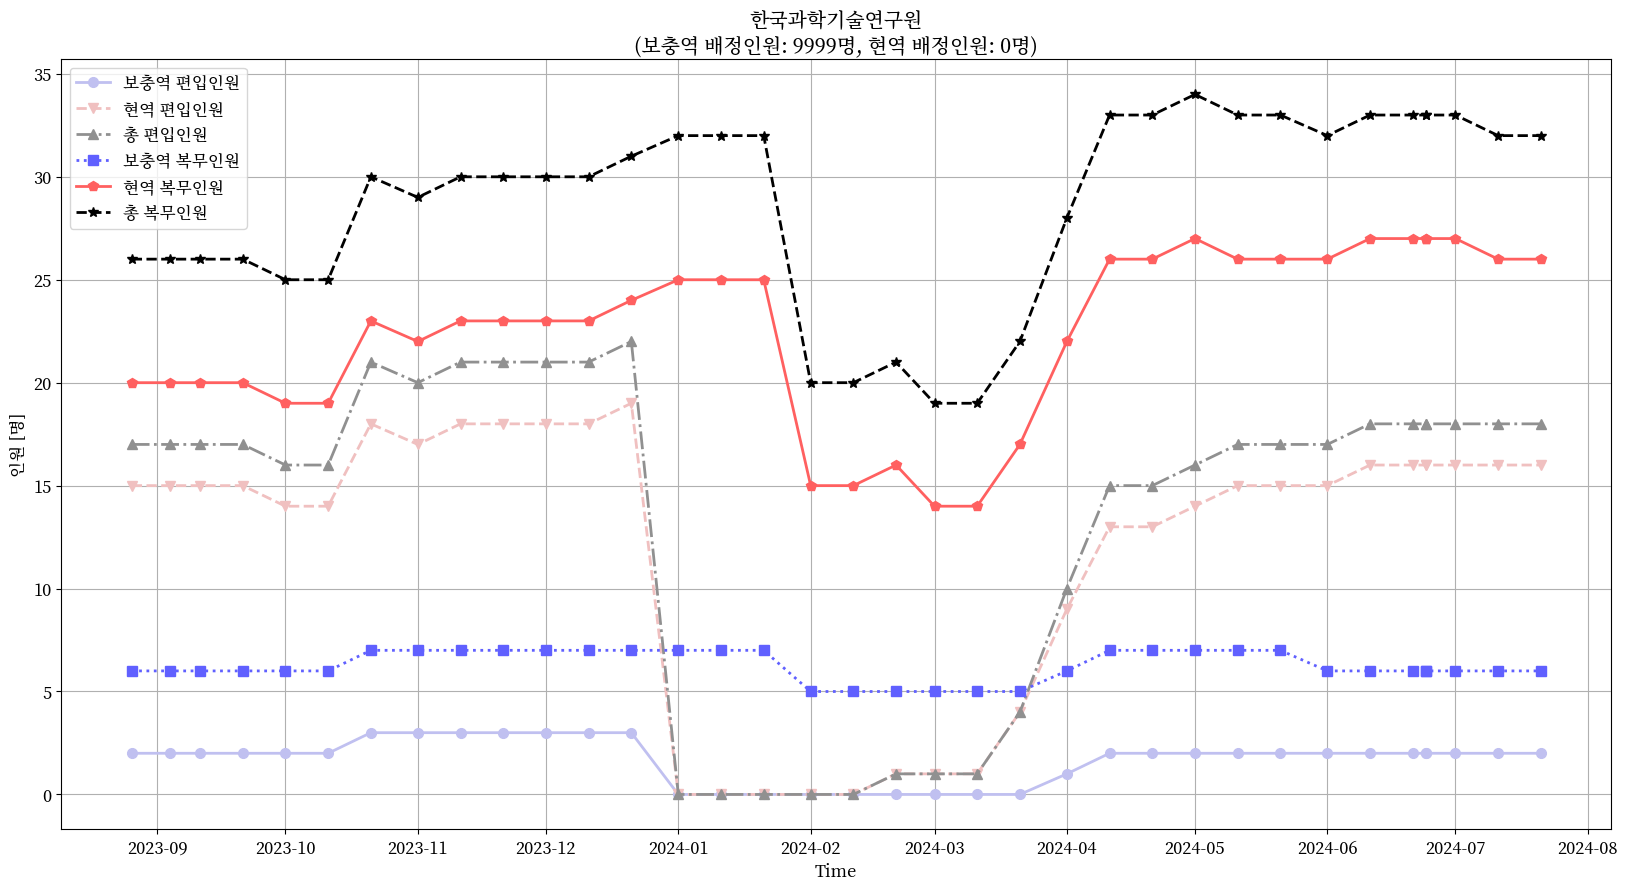 한국과학기술연구원
(보충역 배정인원: 9999명, 현역 배정인원: 0명)
35
30
25
20
15
10
5
0
인원 [명]
보충역 편입인원
현역 편입인원
총 편입인원
보충역 복무인원
현역 복무인원
총 복무인원
2023-09 2023-10 2023-11 2023-12 2024-01 2024-02 2024-03 2024-04 2024-05 2024-06 2024-07 2024-08
Time